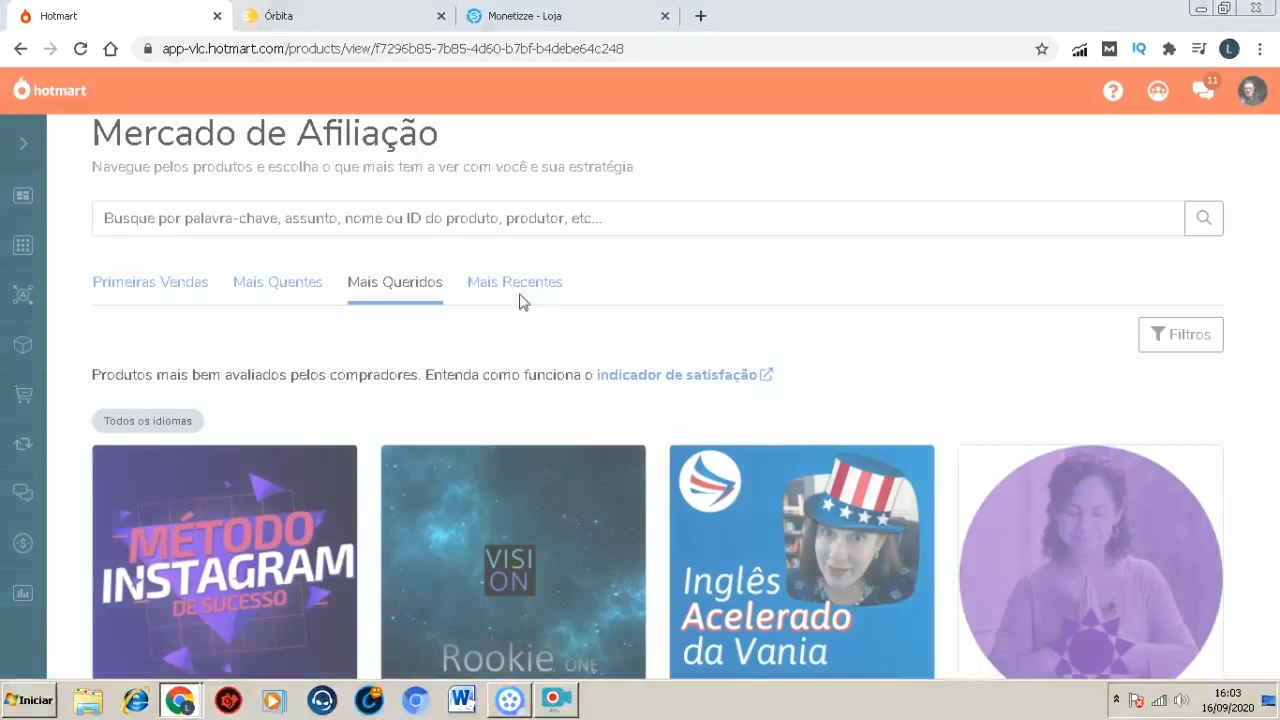 Hotmart
Órbita
Monetizze - Loja
app-vlc.hotmart.com/products/view/f7296b85-7b85-4d60-b7bf-b4debe64c248
M
IQ
L
hotmart
?
11
Mercado de Afiliação
Navegue pelos produtos e escolha o que mais tem a ver com você e sua estratégia
Busque por palavra-chave, assunto, nome ou ID do produto, produtor, etc...
Primeiras Vendas
Mais Quentes
Mais Queridos
Mais Recentes
Filtros
Produtos mais bem avaliados pelos compradores. Entenda como funciona o indicador de satisfação
Todos os idiomas
MÉTODO
INSTAGRAM
DE SUCESSO
VISI
ON
Rookie ONE
Inglês
Acelerado
da Vania
Iniciar
16:03
16/09/2020